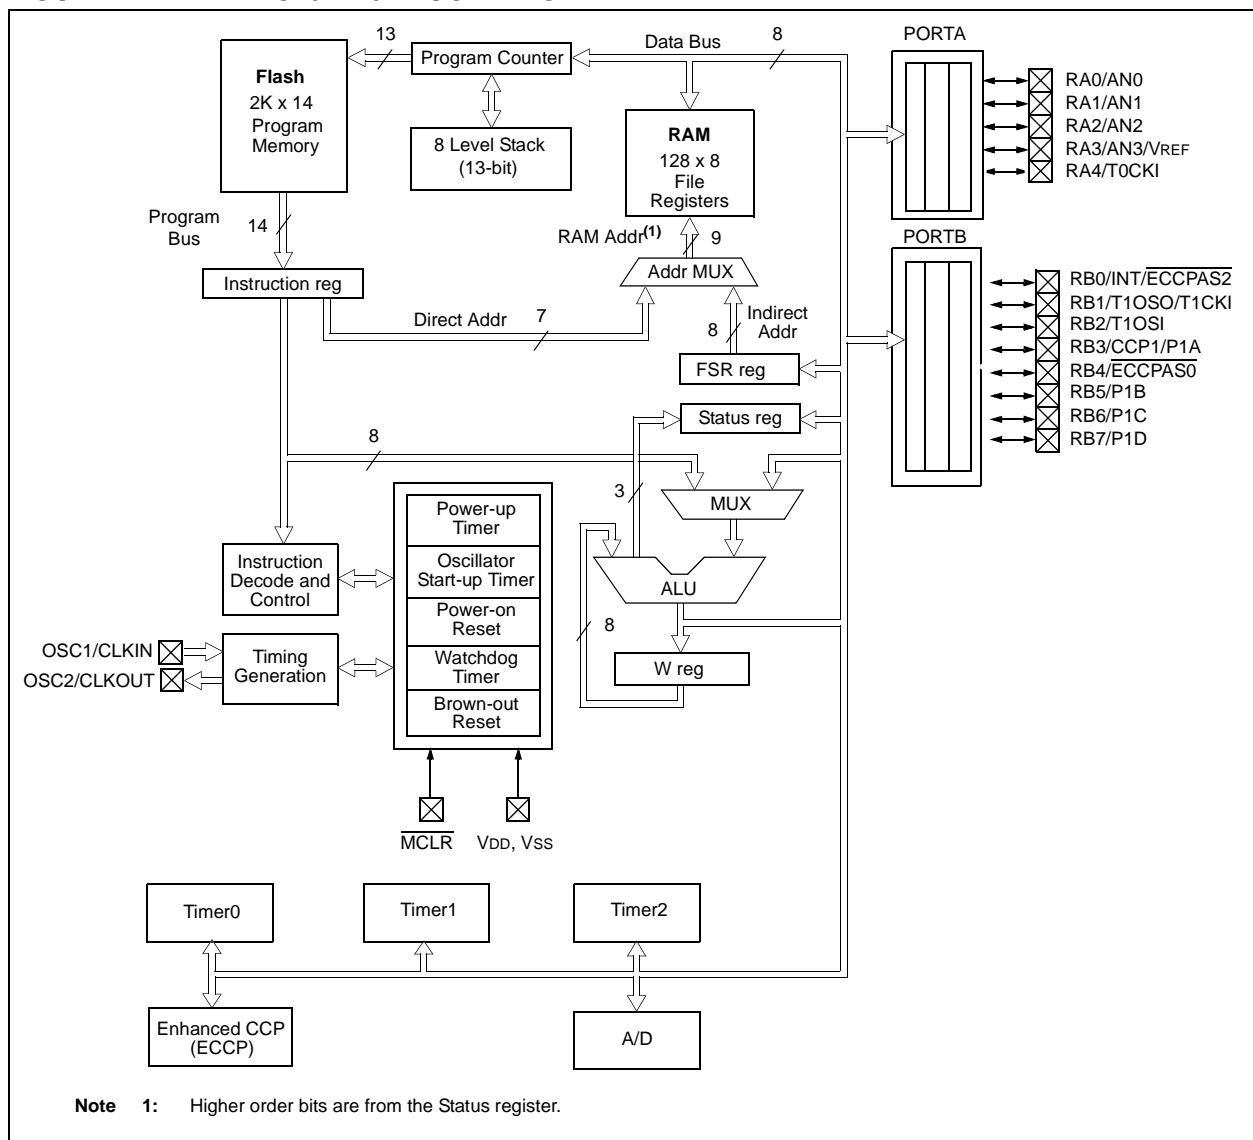 13
Program Counter
Data Bus
8
PORTA
Flash
2K x 14
Program
Memory
8 Level Stack
(13-bit)
RAM
128 x 8
File
Registers
RA0/AN0
RA1/AN1
RA2/AN2
RA3/AN3/VREF
RA4/T0CKI
Program
Bus
14
RAM Addr(1)
9
PORTB
Instruction reg
Addr MUX
Direct Addr
7
8
Indirect
Addr
FSR reg
Status reg
RB0/INT/ECCPAS2
RB1/T1OSO/T1CKI
RB2/T1OSI
RB3/CCP1/P1A
RB4/ECCPAS0
RB5/P1B
RB6/P1C
RB7/P1D
8
3
MUX
Power-up
Timer
Oscillator
Start-up Timer
Power-on
Reset
Watchdog
Timer
Brown-out
Reset
Instruction
Decode and
Control
ALU
8
W reg
OSC1/CLKIN
OSC2/CLKOUT
Timing
Generation
MCLR
VDD, VSS
Timer0
Timer1
Timer2
Enhanced CCP
(ECCP)
A/D
Note 1: Higher order bits are from the Status register.